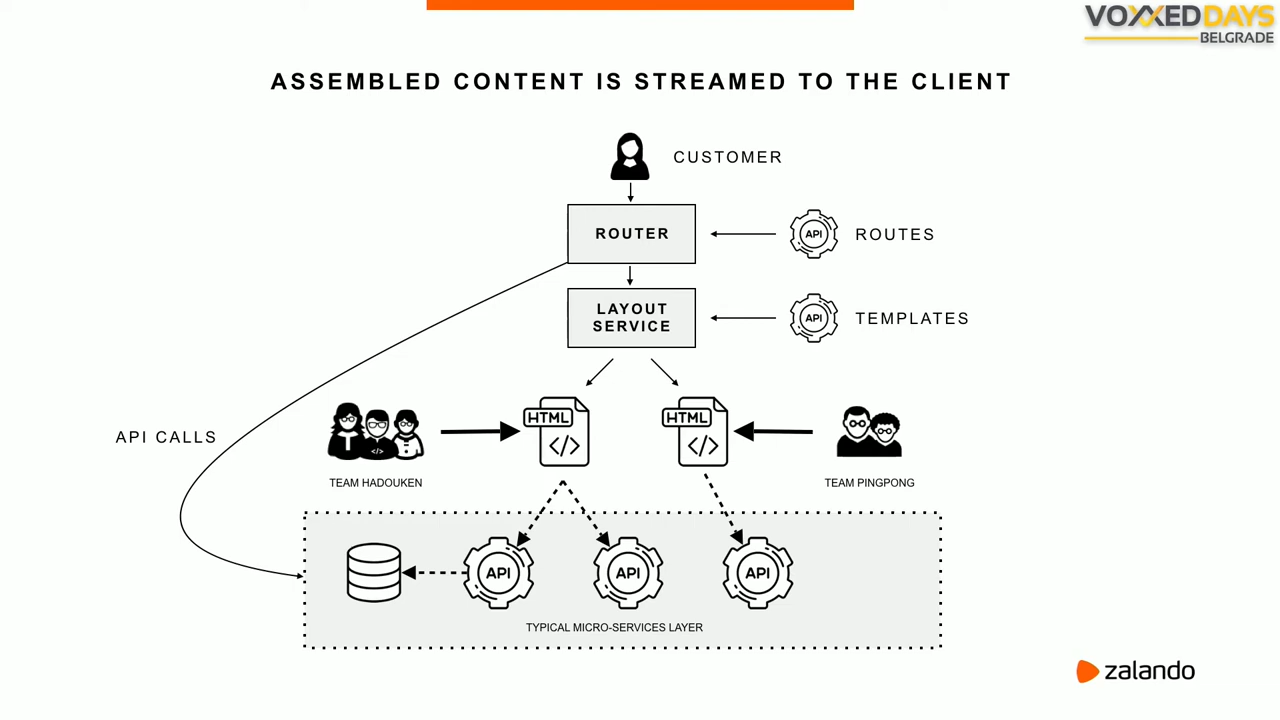 VOXXED DAYS
BELGRADE
ASSEMBLED CONTENT IS STREAMED TO THE CLIENT
CUSTOMER
ROUTER
API
ROUTES
LAYOUT
SERVICE
API
TEMPLATES
API CALLS
HTML
</>
HTML
</>
</>
TEAM HADOUKEN
TEAM PINGPONG
API
API
API
TYPICAL MICRO-SERVICES LAYER
zalando